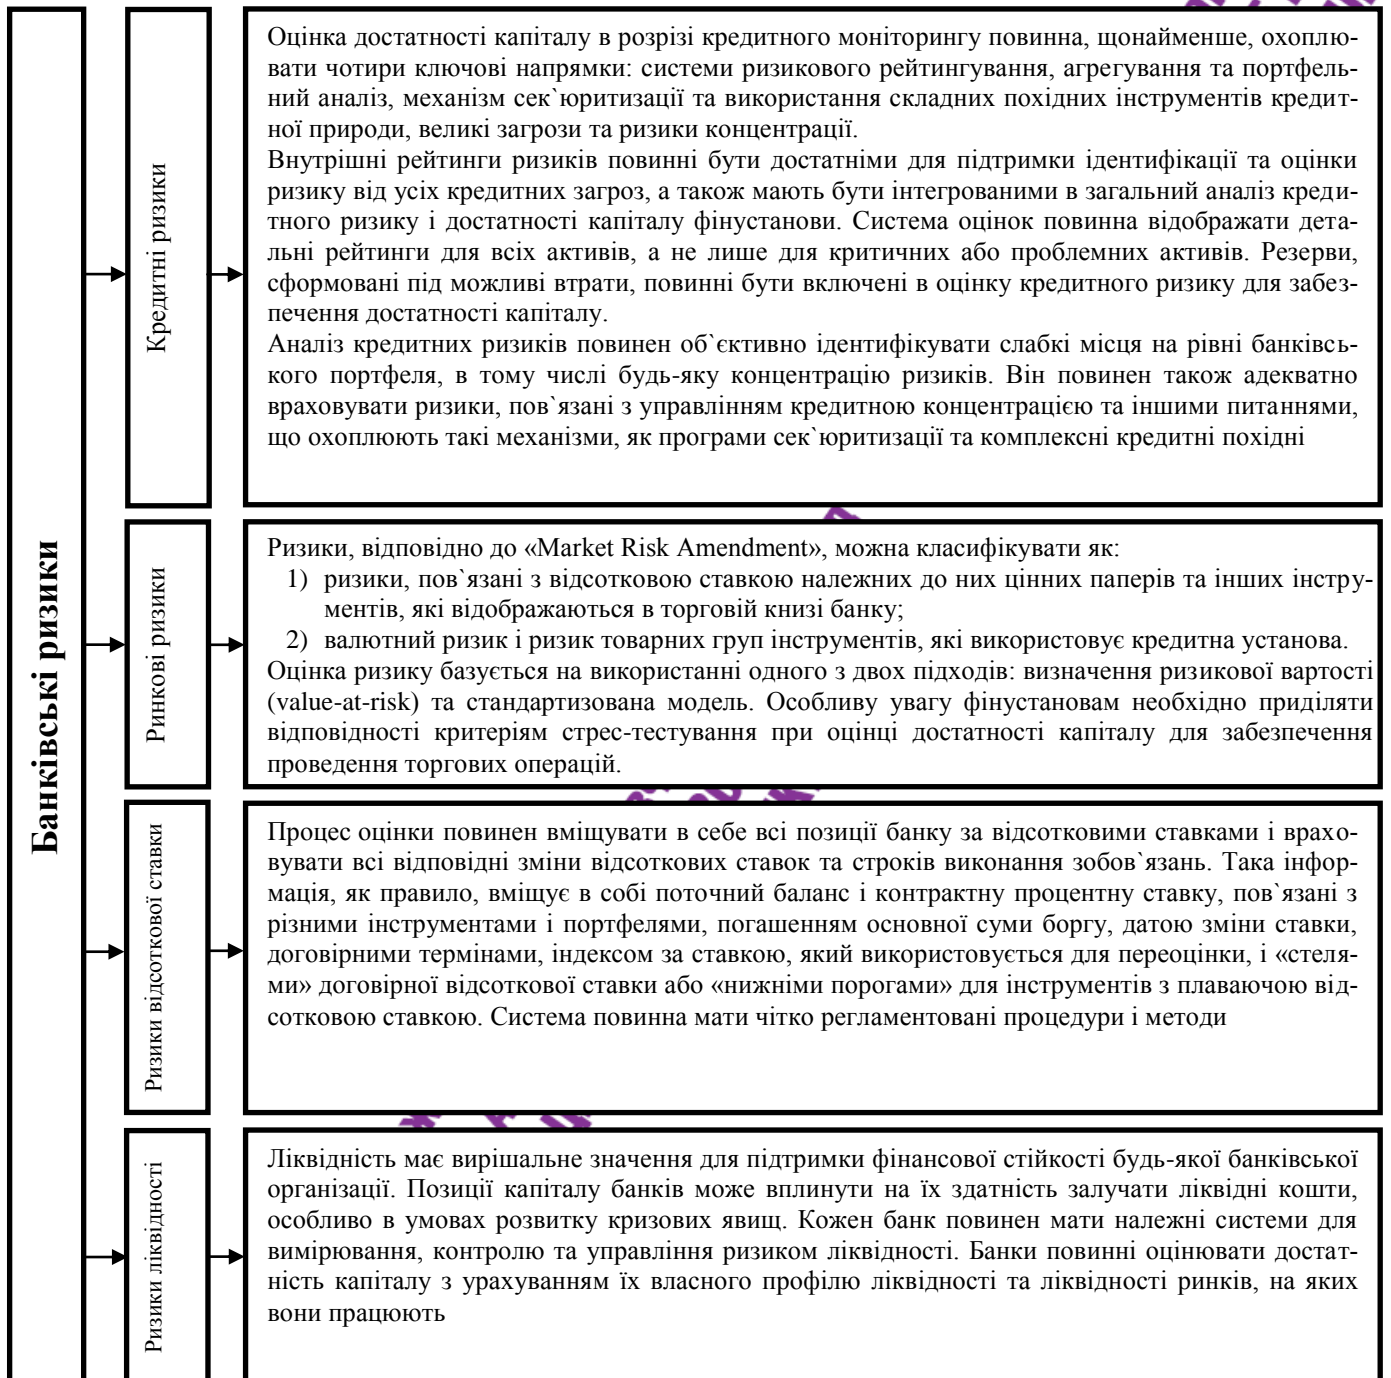 Банківські ризики
Кредитні ризики
Оцінка достатності капіталу в розрізі кредитного моніторингу повинна, щонайменше, охоплю-
вати чотири ключові напрямки: системи ризикового рейтингування, агрегування та портфель-
ний аналіз, механізм сек`юритизації та використання складних похідних інструментів кредит-
ної природи, великі загрози та ризики концентрації.
Внутрішні рейтинги ризиків повинні бути достатніми для підтримки ідентифікації та оцінки
ризику від усіх кредитних загроз, а також мають бути інтегрованими в загальний аналіз креди-
тного ризику і достатності капіталу фінустанови. Система оцінок повинна відображати дета-
льні рейтинги для всіх активів, а не лише для критичних або проблемних активів. Резерви,
сформовані під можливі втрати, повинні бути включені в оцінку кредитного ризику для забез-
печення достатності капіталу.
Аналіз кредитних ризиків повинен об`єктивно ідентифікувати слабкі місця на рівні банківсь-
кого портфеля, в тому числі будь-яку концентрацію ризиків. Він повинен також адекватно
враховувати ризики, пов`язані з управлінням кредитною концентрацією та іншими питаннями,
що охоплюють такі механізми, як програми сек`юритизації та комплексні кредитні похідні
Ринкові ризики
Ризики, відповідно до «Market Risk Amendment», можна класифікувати як:
1) ризики, пов`язані з відсотковою ставкою належних до них цінних паперів та інших інстру-
ментів, які відображаються в торговій книзі банку;
2) валютний ризик і ризик товарних груп інструментів, які використовує кредитна установа.
Оцінка ризику базується на використанні одного з двох підходів: визначення ризикової вартості
(value-at-risk) та стандартизована модель. Особливу увагу фінустановам необхідно приділяти
відповідності критеріям стрес-тестування при оцінці достатності капіталу для забезпечення
проведення торгових операцій.
Ризики відсоткової ставки
Процес оцінки повинен вміщувати в себе всі позиції банку за відсотковими ставками і врахо-
вувати всі відповідні зміни відсоткових ставок та строків виконання зобов`язань. Така інфор-
мація, як правило, вміщує в собі поточний баланс і контрактну процентну ставку, пов`язані з
різними інструментами і портфелями, погашенням основної суми боргу, датою зміни ставки,
договірними термінами, індексом за ставкою, який використовується для переоцінки, і «стеля-
ми» договірної відсоткової ставки або «нижніми порогами» для інструментів з плаваючою від-
сотковою ставкою. Система повинна мати чітко регламентовані процедури і методи
Ризики ліквідності
Ліквідність має вирішальне значення для підтримки фінансової стійкості будь-якої банківської
організації. Позиції капіталу банків може вплинути на їх здатність залучати ліквідні кошти,
особливо в умовах розвитку кризових явищ. Кожен банк повинен мати належні системи для
вимірювання, контролю та управління ризиком ліквідності. Банки повинні оцінювати достат-
ність капіталу з урахуванням їх власного профілю ліквідності та ліквідності ринків, на яких
вони працюють